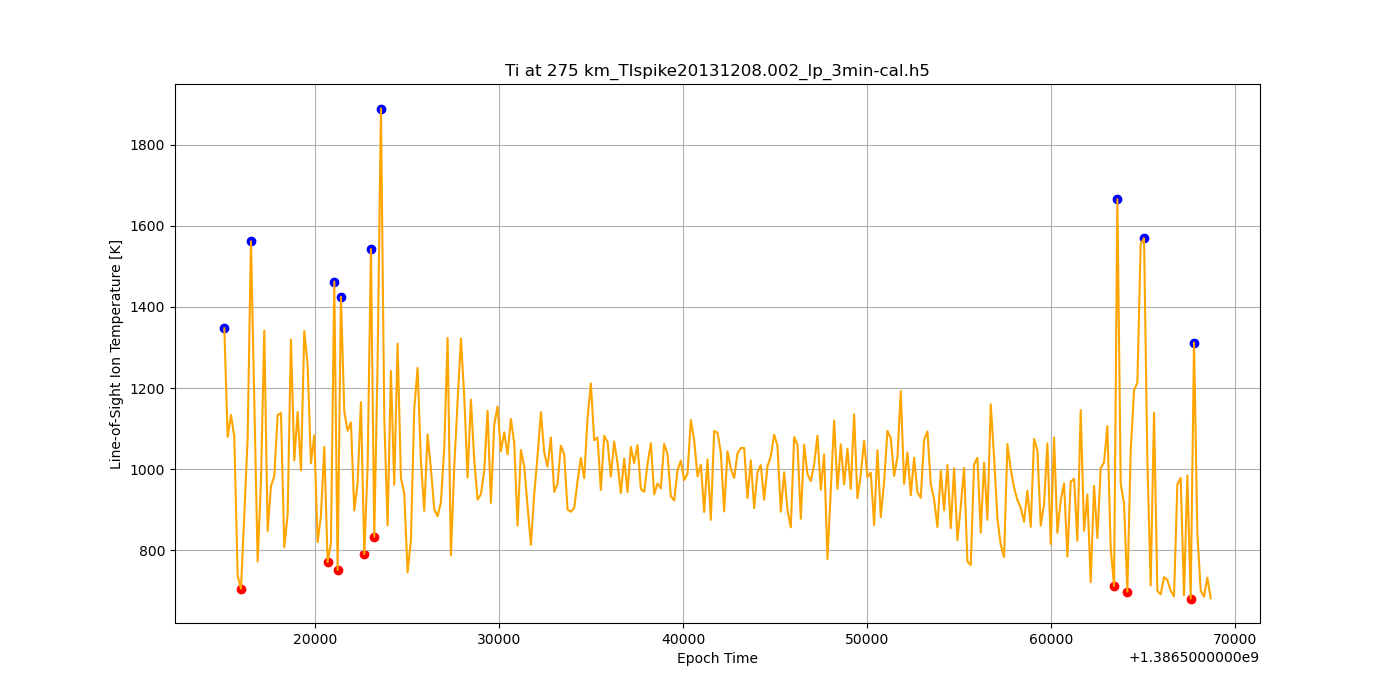 Ti at 275 km_TIspike20131208.002_lp_3min-cal.h5
Line-of-Sight Ion Temperature [K]
1800
1600
1400
1200
1000
800
20000 30000 40000 50000 60000 70000
Epoch Time
+1.3865000000e9